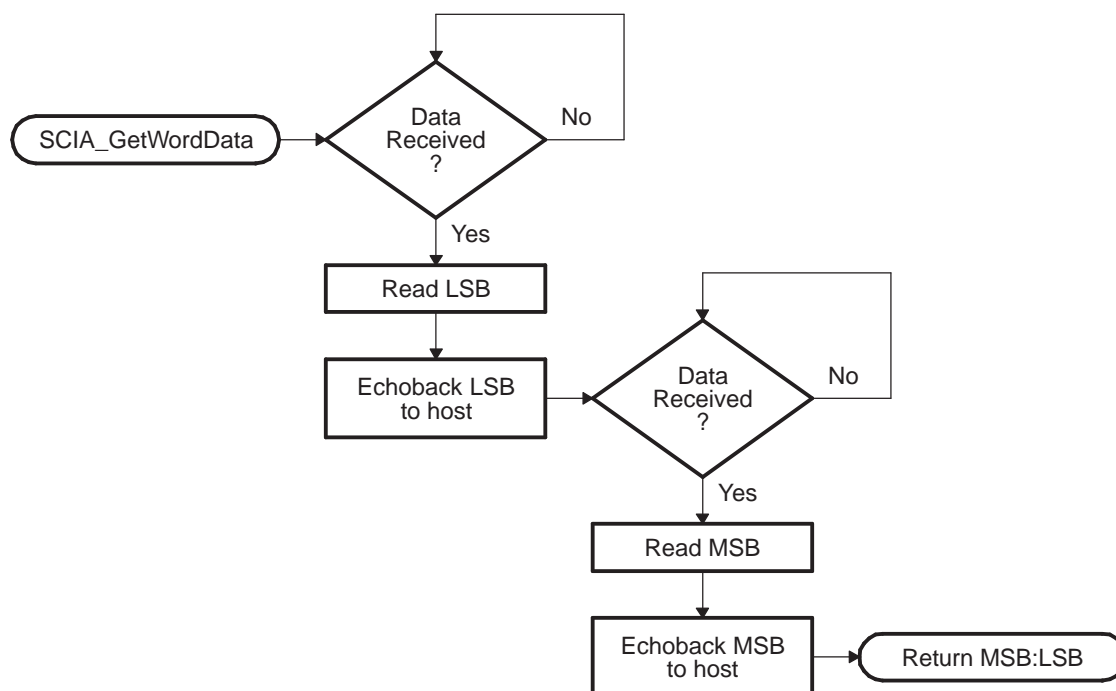 SCIA_GetWordData
Data
Received
?
No
Yes
Read LSB
Echoback LSB
to host
Data
Received
?
No
Yes
Read MSB
Echoback MSB
to host
Return MSB:LSB